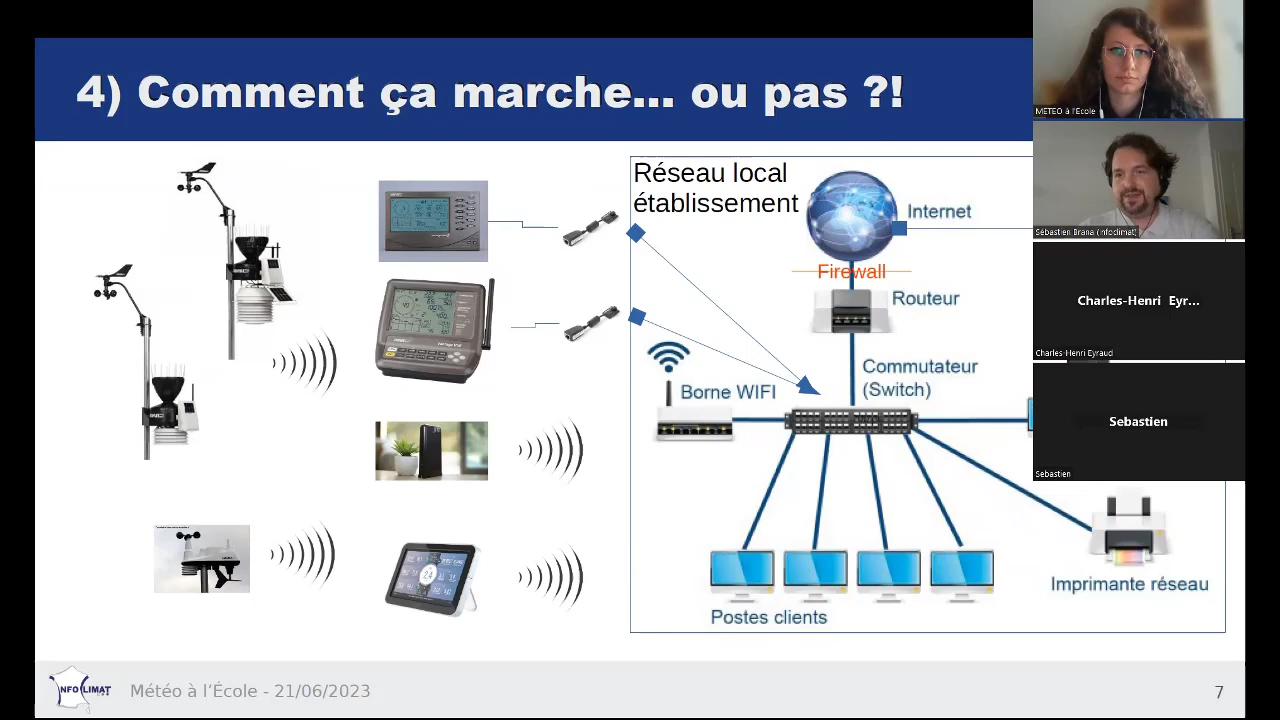 4) Comment ça marche... ou pas ?!
Réseau local
établissement
Internet
Firewall
Routeur
Commutateur
(Switch)
Borne WIFI
Postes clients
Imprimante réseau
METEO à l'Ecole
Sébastien Brana (Infoclimat)
Charles-Henri Eyr...
Charles-Henri Eyraud
Sebastien
Sebastien
INFOCLIMAT
Météo à l'École - 21/06/2023
7